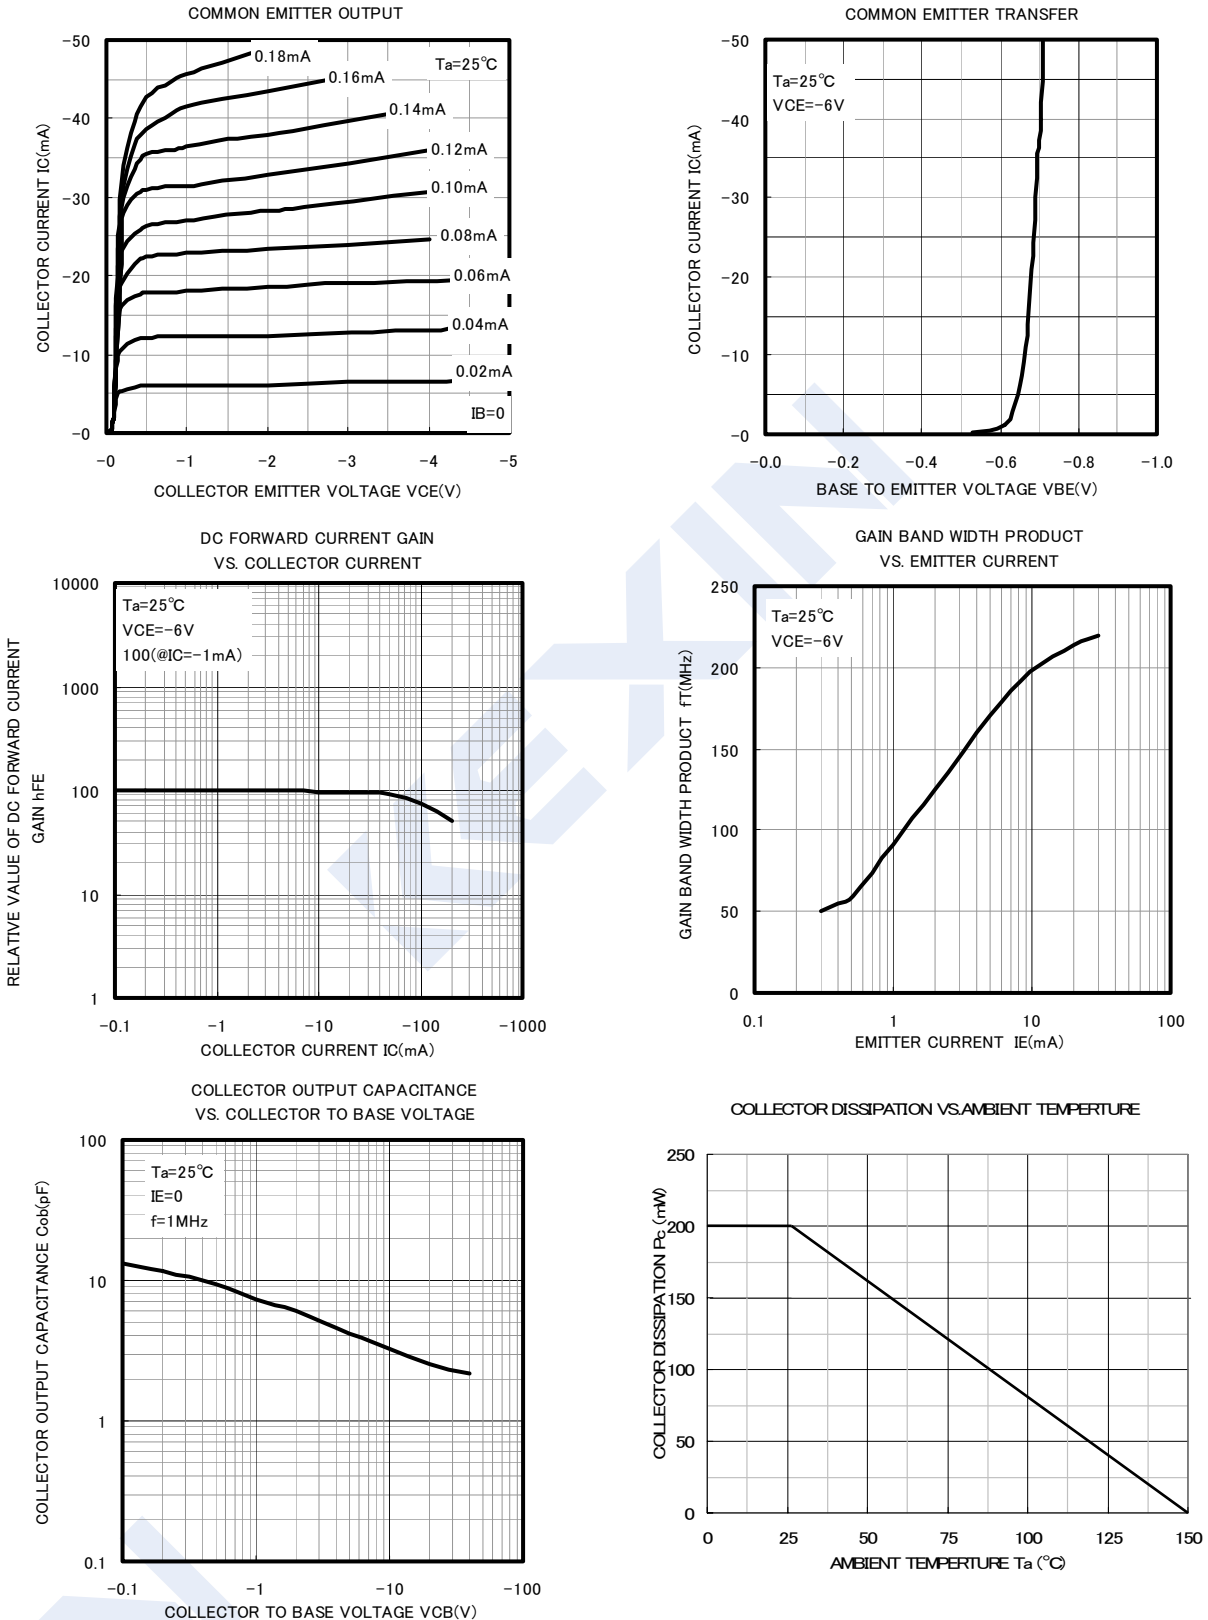 COMMON EMITTER OUTPUT
-50
-40
-30
-20
-10
-0
COLLECTOR CURRENT IC(mA)
0.18mA
Ta=25℃
0.16mA
0.14mA
0.12mA
0.10mA
0.08mA
0.06mA
0.04mA
0.02mA
IB=0
-0 -1 -2 -3 -4 -5
COLLECTOR EMITTER VOLTAGE VCE(V)
COMMON EMITTER TRANSFER
-50
-40
-30
-20
-10
-0
COLLECTOR CURRENT IC(mA)
Ta=25℃
VCE=-6V
-0.0 -0.2 -0.4 -0.6 -0.8 -1.0
BASE TO EMITTER VOLTAGE VBE(V)
DC FORWARD CURRENT GAIN
VS. COLLECTOR CURRENT
10000
1000
100
10
1
RELATIVE VALUE OF DC FORWARD CURRENT
GAIN hFE
Ta=25℃
VCE=-6V
100(@IC=-1mA)
-0.1 -1 -10 -100 -1000
COLLECTOR CURRENT IC(mA)
GAIN BAND WIDTH PRODUCT
VS. EMITTER CURRENT
250
200
150
100
50
0
GAIN BAND WIDTH PRODUCT fT(MHz)
Ta=25℃
VCE=-6V
0.1 1 10 100
EMITTER CURRENT IE(mA)
COLLECTOR OUTPUT CAPACITANCE
VS. COLLECTOR TO BASE VOLTAGE
100
10
1
0.1
COLLECTOR OUTPUT CAPACITANCE Cob(pF)
Ta=25℃
IE=0
f=1MHz
-0.1 -1 -10 -100
COLLECTOR TO BASE VOLTAGE VCB(V)
COLLECTOR DISSIPATION VS.AMBIENT TEMPERTURE
250
200
150
100
50
0
COLLECTOR DISSIPATION Pc (mW)
0 25 50 75 100 125 150
AMBIENT TEMPERTURE Ta (℃)
KEXIN